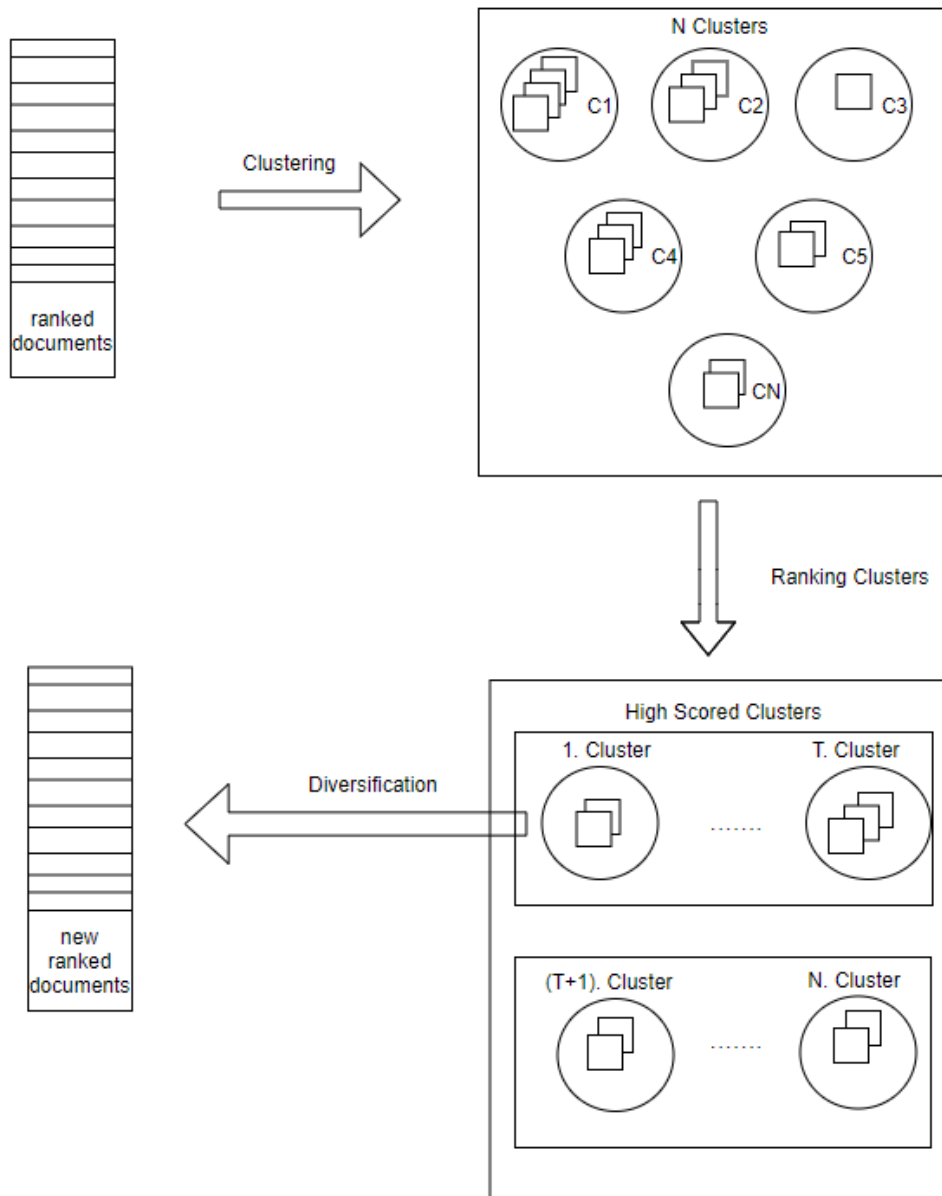 N Clusters
C1
C2
C3
Clustering
C4
C5
ranked
documents
CN
Ranking Clusters
High Scored Clusters
1. Cluster
T. Cluster
Diversification
.......
new
ranked
documents
(T+1). Cluster
N. Cluster
.......